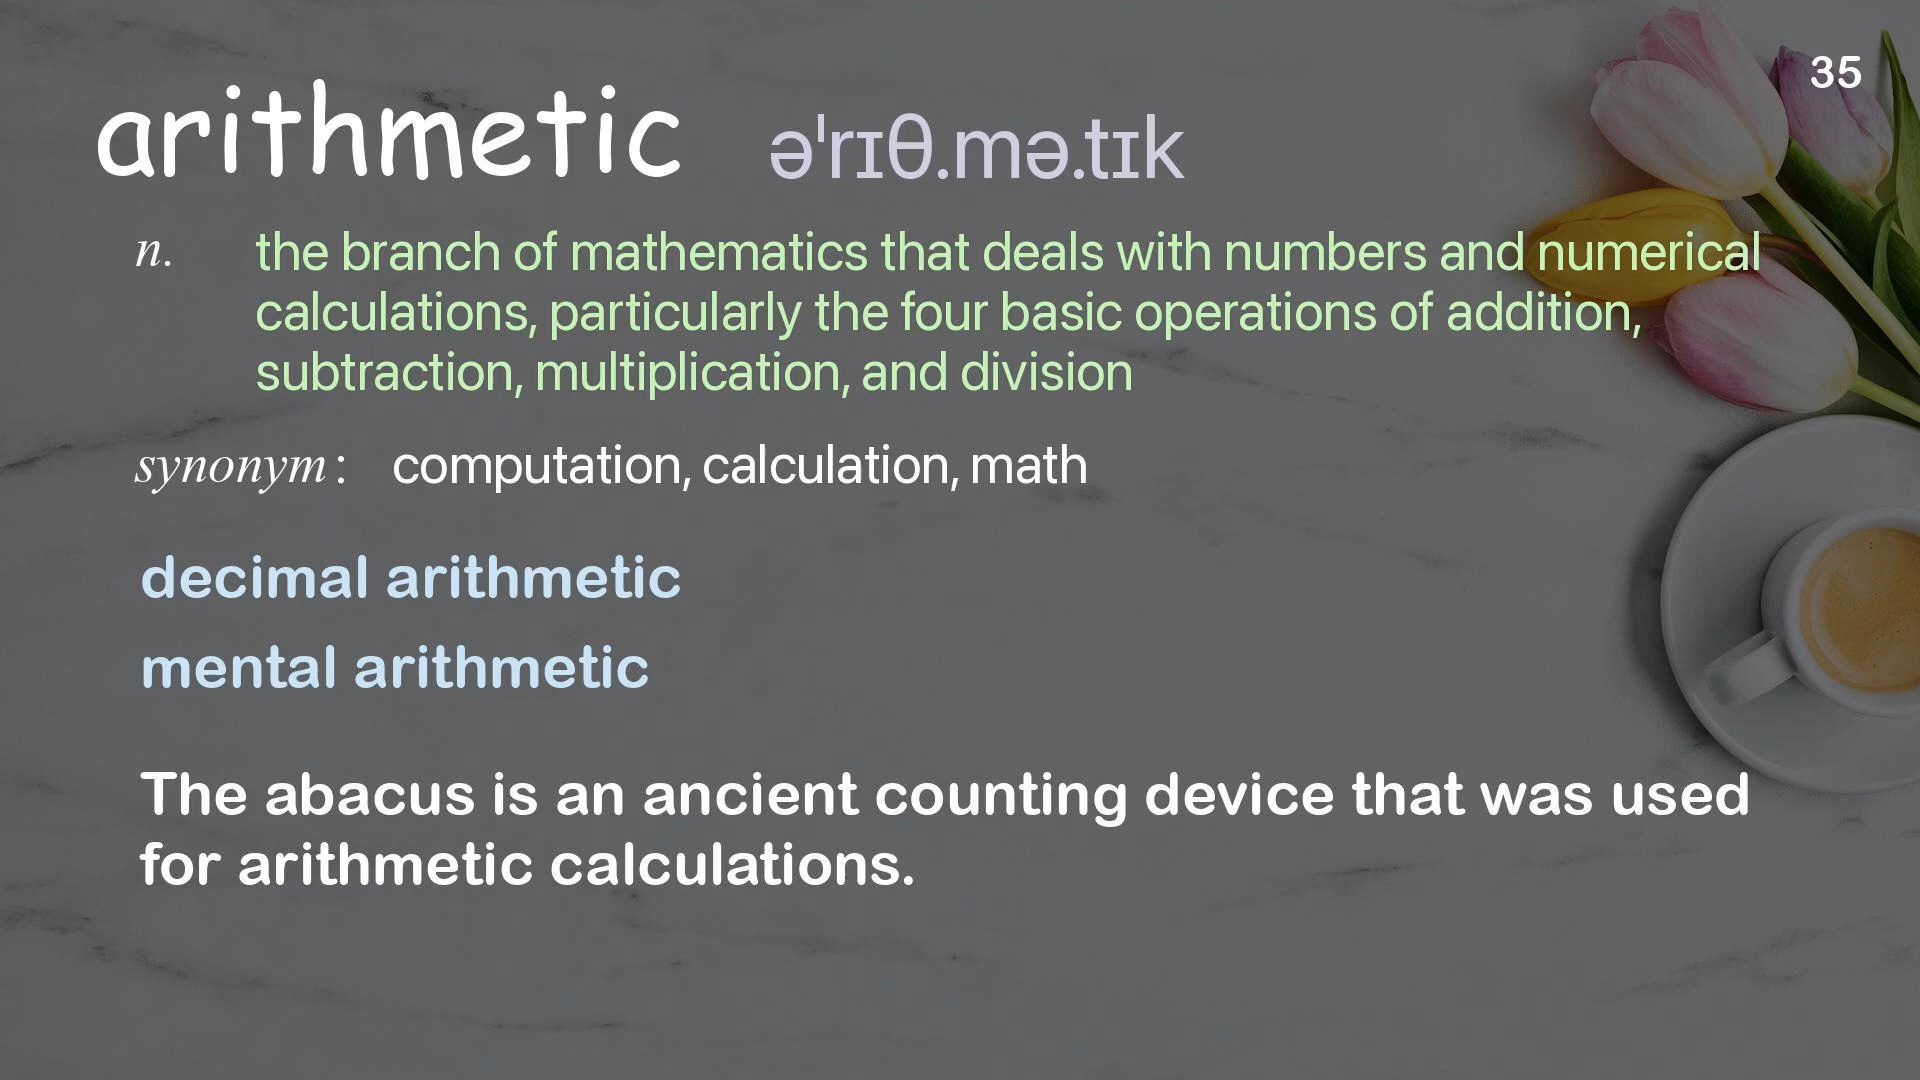 35
arithmetic əˈrɪθ.mə.tɪk
n. the branch of mathematics that deals with numbers and numerical
calculations, particularly the four basic operations of addition,
subtraction, multiplication, and division
synonym : computation, calculation, math
decimal arithmetic
mental arithmetic
The abacus is an ancient counting device that was used
for arithmetic calculations.